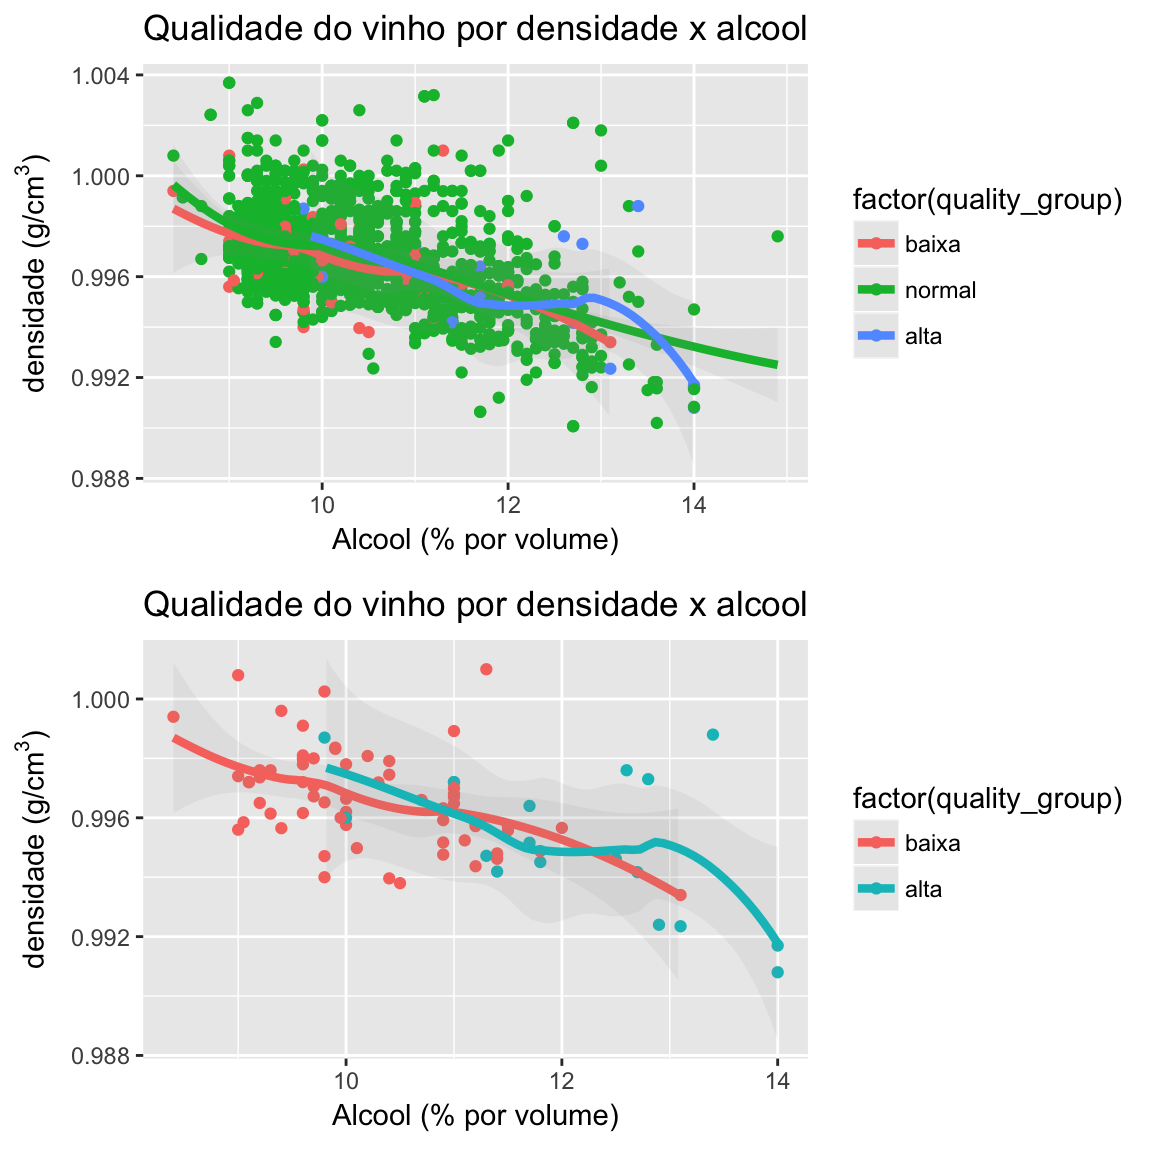 Qualidade do vinho por densidade x alcool
densidade (g/cm³)
1.004
1.000
0.996
0.992
0.988
10 12 14
Alcool (% por volume)
factor(quality_group)
baixa
normal
alta
Qualidade do vinho por densidade x alcool
densidade (g/cm³)
1.000
0.996
0.992
0.988
10 12 14
Alcool (% por volume)
factor(quality_group)
baixa
alta